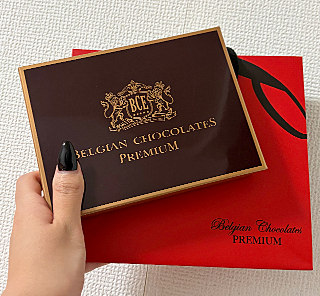 BCE
BELGIAN CHOCOLATES
PREMIUM
Belgian Chocolates
PREMIUM